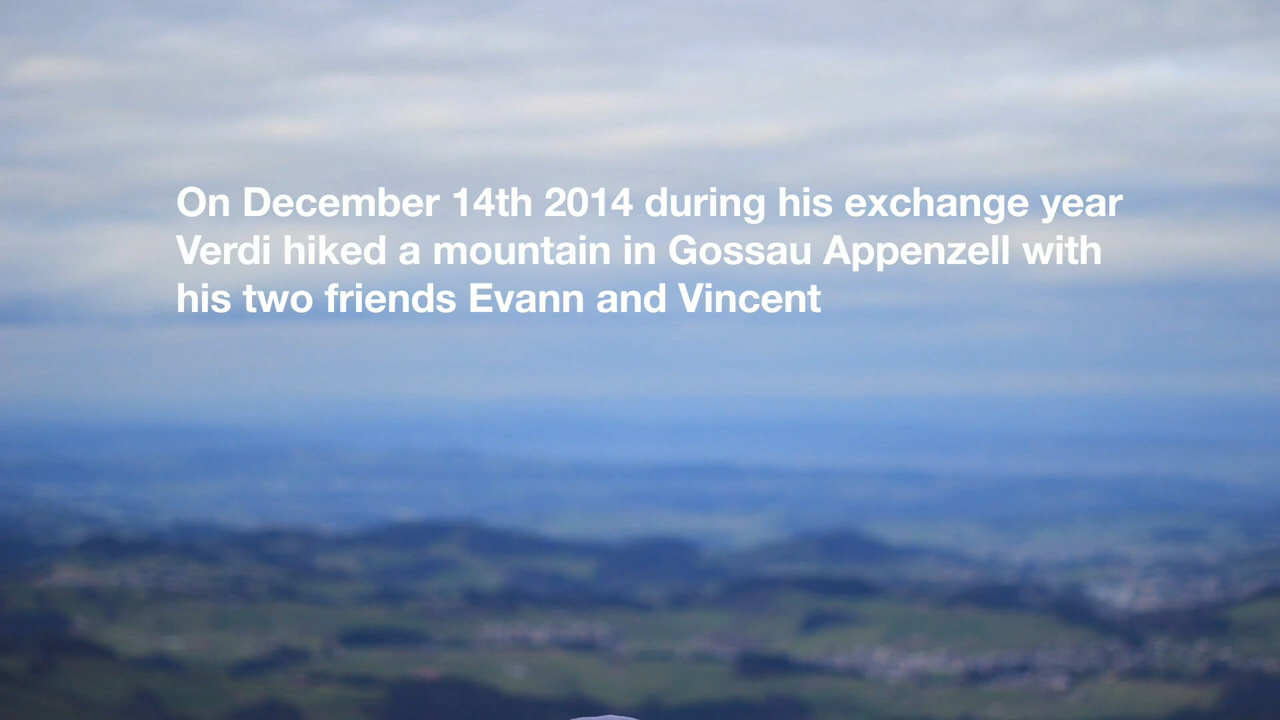 On December 14th 2014 during his exchange year
Verdi hiked a mountain in Gossau Appenzell with
his two friends Evann and Vincent